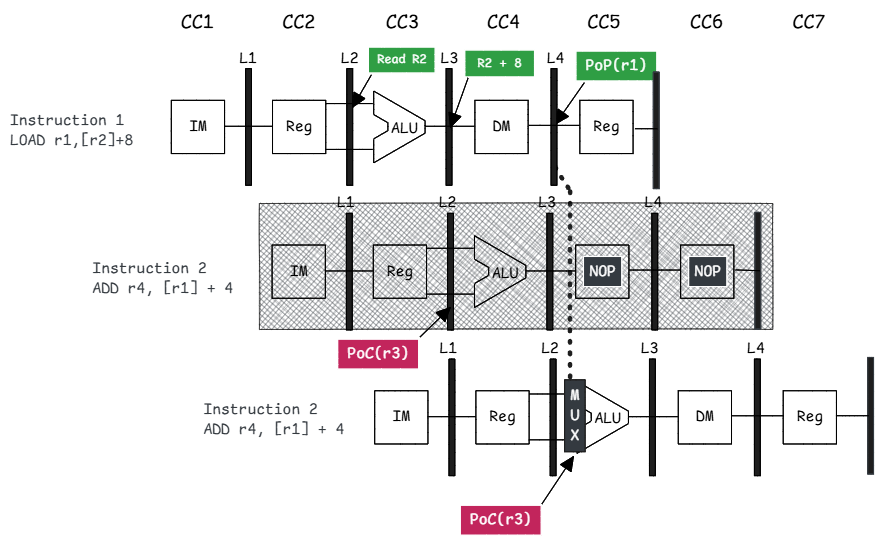 CC1 CC2 CC3 CC4 CC5 CC6 CC7
L1 L2 Read R2 L3 R2 + 8 L4 PoP(r1)
Instruction 1
LOAD r1,[r2]+8
IM Reg ALU DM Reg
L1 L2 L3 L4
Instruction 2
ADD r4, [r1] + 4
IM Reg ALU NOP NOP
PoC(r3)
L1 L2 L3 L4
Instruction 2
ADD r4, [r1] + 4
IM Reg MUX ALU DM Reg
PoC(r3)